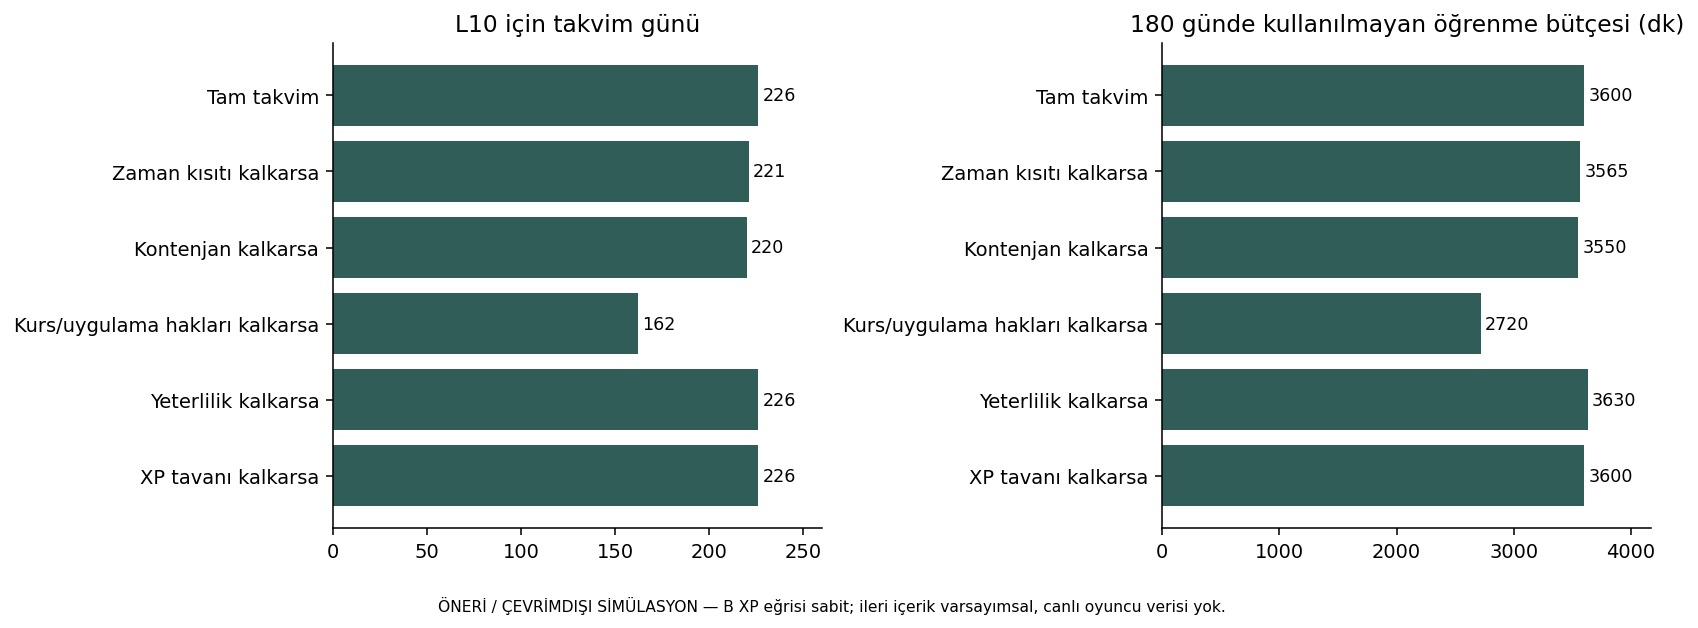 L10 için takvim günü
Tam takvim
226
Zaman kısıtı kalkarsa
221
Kontenjan kalkarsa
220
Kurs/uygulama hakları kalkarsa
162
Yeterlilik kalkarsa
226
XP tavanı kalkarsa
226
0 50 100 150 200 250
180 günde kullanılmayan öğrenme bütçesi (dk)
Tam takvim
3600
Zaman kısıtı kalkarsa
3565
Kontenjan kalkarsa
3550
Kurs/uygulama hakları kalkarsa
2720
Yeterlilik kalkarsa
3630
XP tavanı kalkarsa
3600
0 1000 2000 3000 4000
ÖNERİ / ÇEVRİMDIŞI SİMÜLASYON — B XP eğrisi sabit; ileri içerik varsayımsal, canlı oyuncu verisi yok.